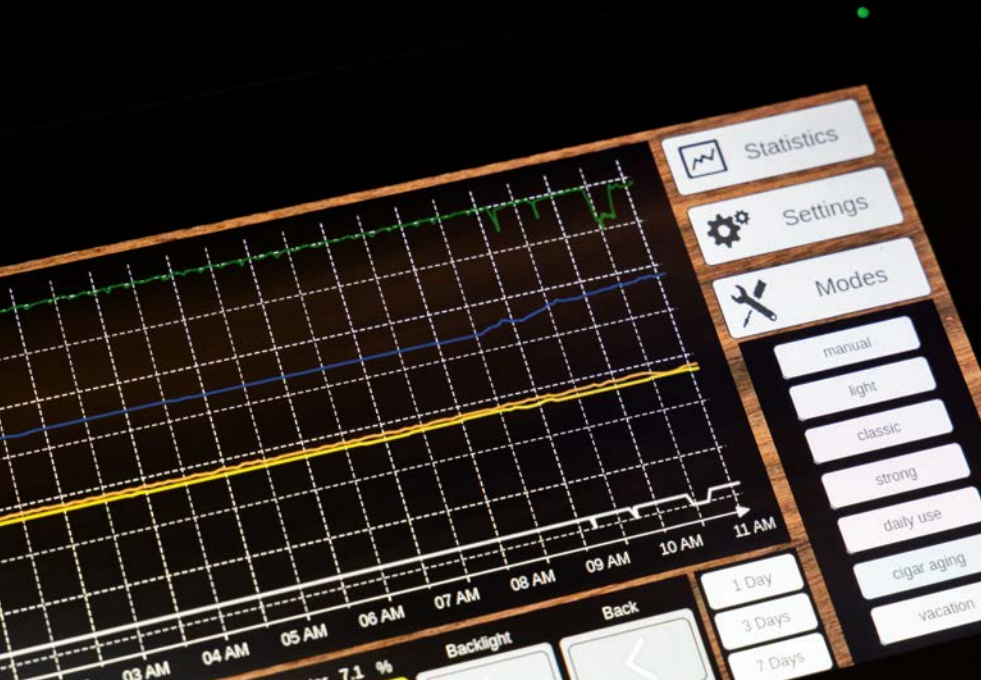 Statistics
Settings
Modes
manual
light
classic
strong
daily use
cigar aging
vacation
03 AM
04 AM
05 AM
06 AM
07 AM
08 AM
09 AM
10 AM
11 AM
7.1 %
Backlight
Back
1 Day
3 Days
7 Days